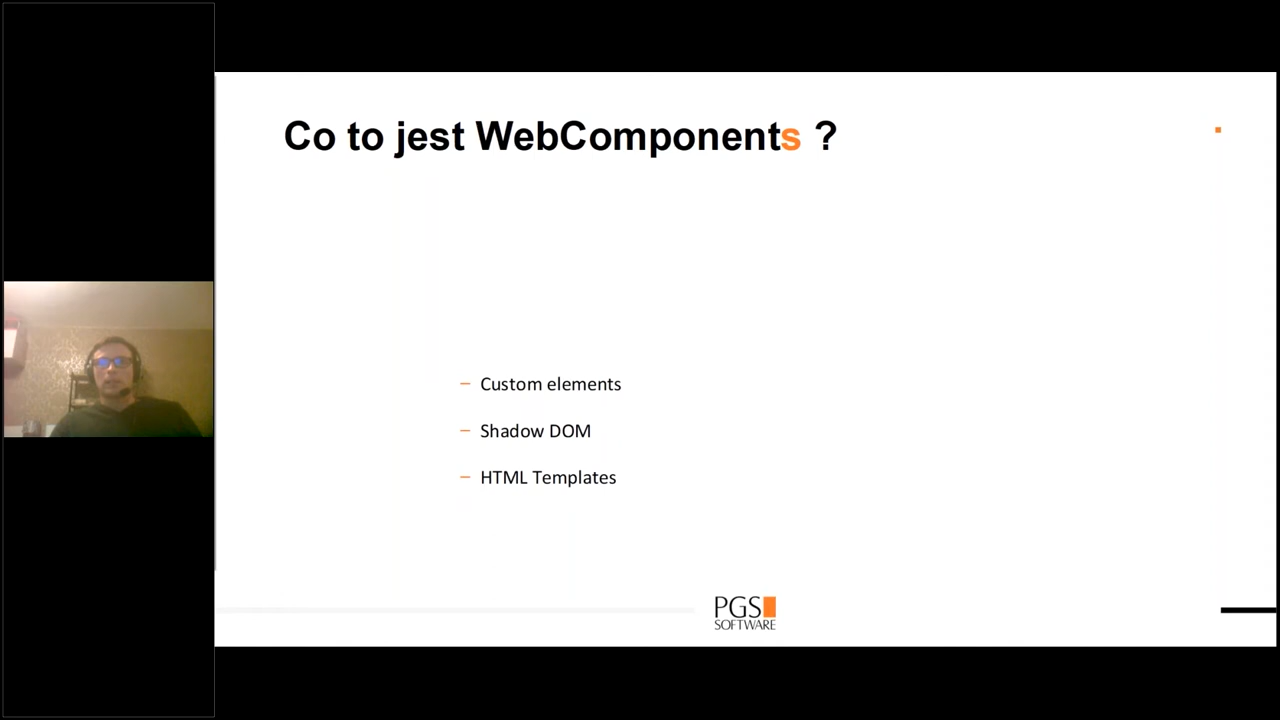 Co to jest WebComponents ?
– Custom elements
– Shadow DOM
– HTML Templates
PGS
SOFTWARE